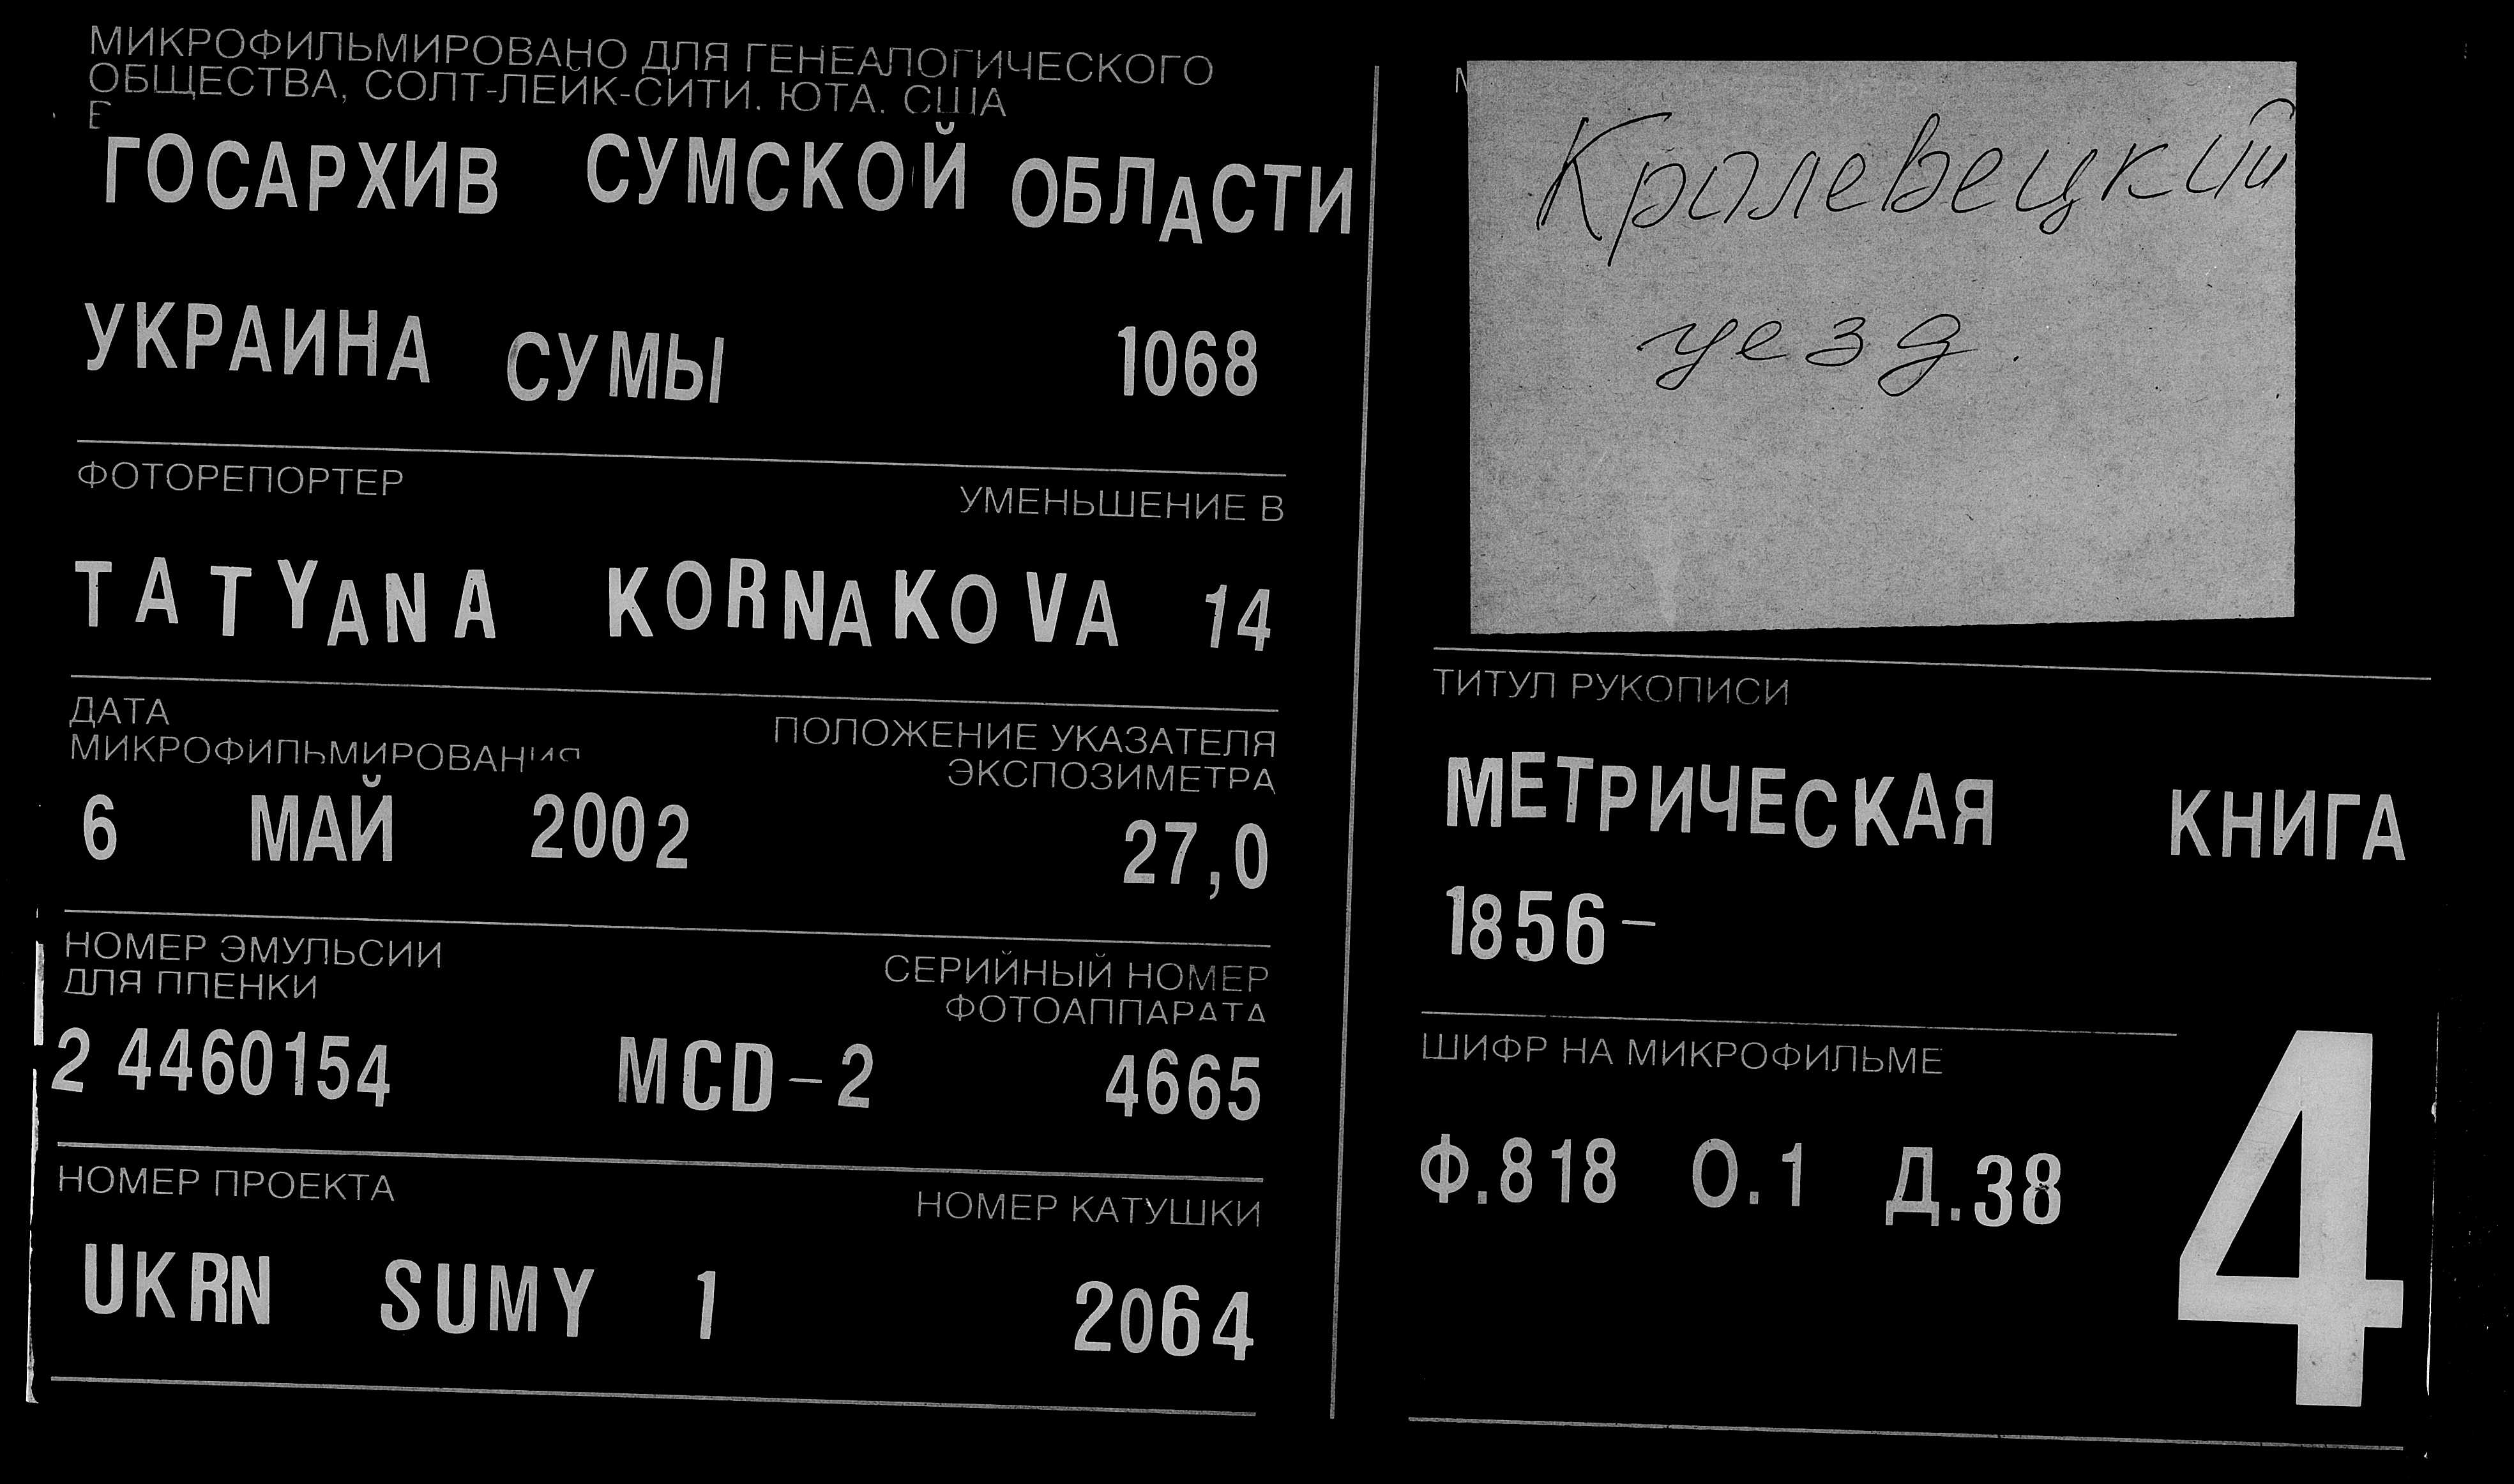 МИКРОФИЛЬМИРОВАНО ДЛЯ ГЕНЕАЛОГИЧЕСКОГО
ОБЩЕСТВА, СОЛТ-ЛЕЙК-СИТИ. ЮТА. США
ГОСАРХИВ СУМСКОЙ ОБЛАСТИ
УКРАИНА СУМЫ 1068
ФОТОРЕПОРТЕР УМЕНЬШЕНИЕ В
TATYANA KORNAKOVA 14
ДАТА
МИКРОФИЛЬМИРОВАНИЯ
ПОЛОЖЕНИЕ УКАЗАТЕЛЯ
ЭКСПОЗИМЕТРА
6 МАЙ 2002 27,0
НОМЕР ЭМУЛЬСИИ
ДЛЯ ПЛЕНКИ
СЕРИЙНЫЙ НОМЕР
ФОТОАППАРАТА
2 4460154 MCD-2 4665
НОМЕР ПРОЕКТА НОМЕР КАТУШКИ
UKRN SUMY 1 2064
Кролевецкий
уезд.
ТИТУЛ РУКОПИСИ
МЕТРИЧЕСКАЯ КНИГА
1856-
ШИФР НА МИКРОФИЛЬМЕ
Ф.818 О.1 Д.38
4